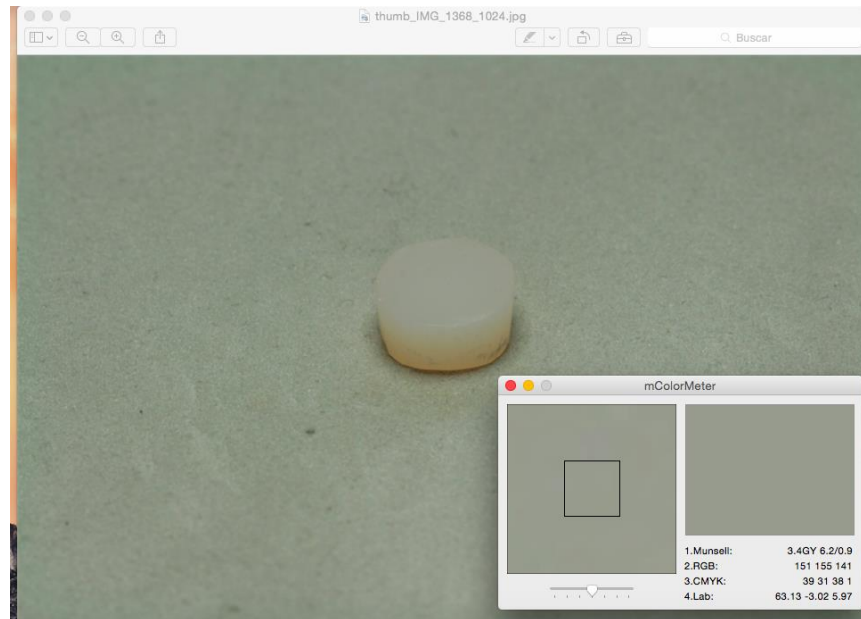 thumb_IMG_1368_1024.jpg
Buscar
mColorMeter
1.Munsell: 3.4GY 6.2/0.9
2.RGB: 151 155 141
3.CMYK: 39 31 38 1
4.Lab: 63.13 -3.02 5.97